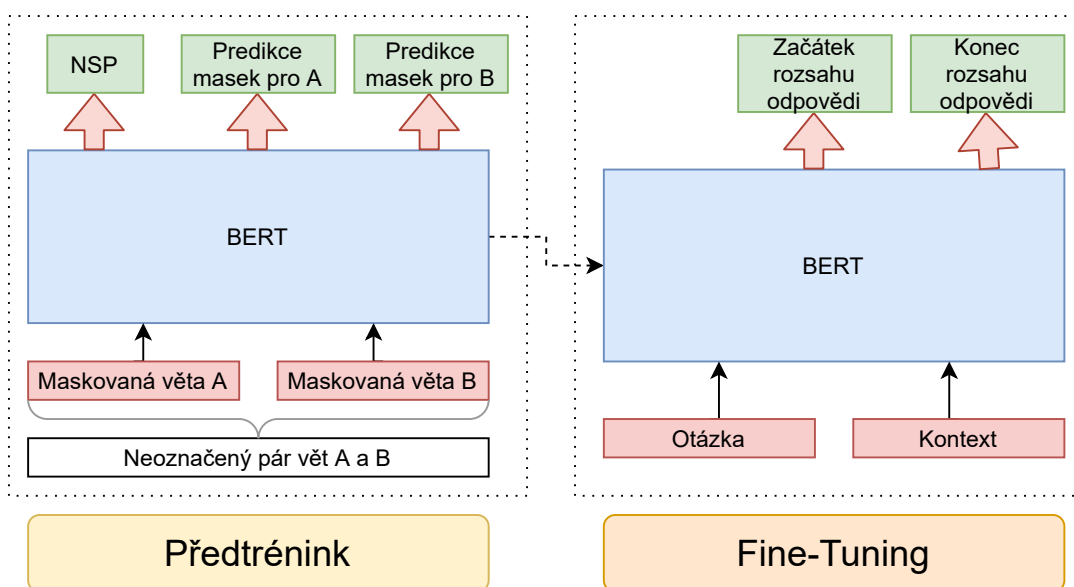 NSP
Predikce
masek pro A
Predikce
masek pro B
BERT
Maskovaná věta A
Maskovaná věta B
Neoznačený pár vět A a B
Předtrénink
Začátek
rozsahu
odpovědi
Konec
rozsahu
odpovědi
BERT
Otázka
Kontext
Fine-Tuning